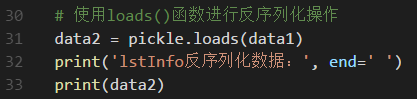 30 # 使用loads()函数进行反序列化操作
31 data2 = pickle.loads(data1)
32 print('lstInfo反序列化数据：', end=' ')
33 print(data2)